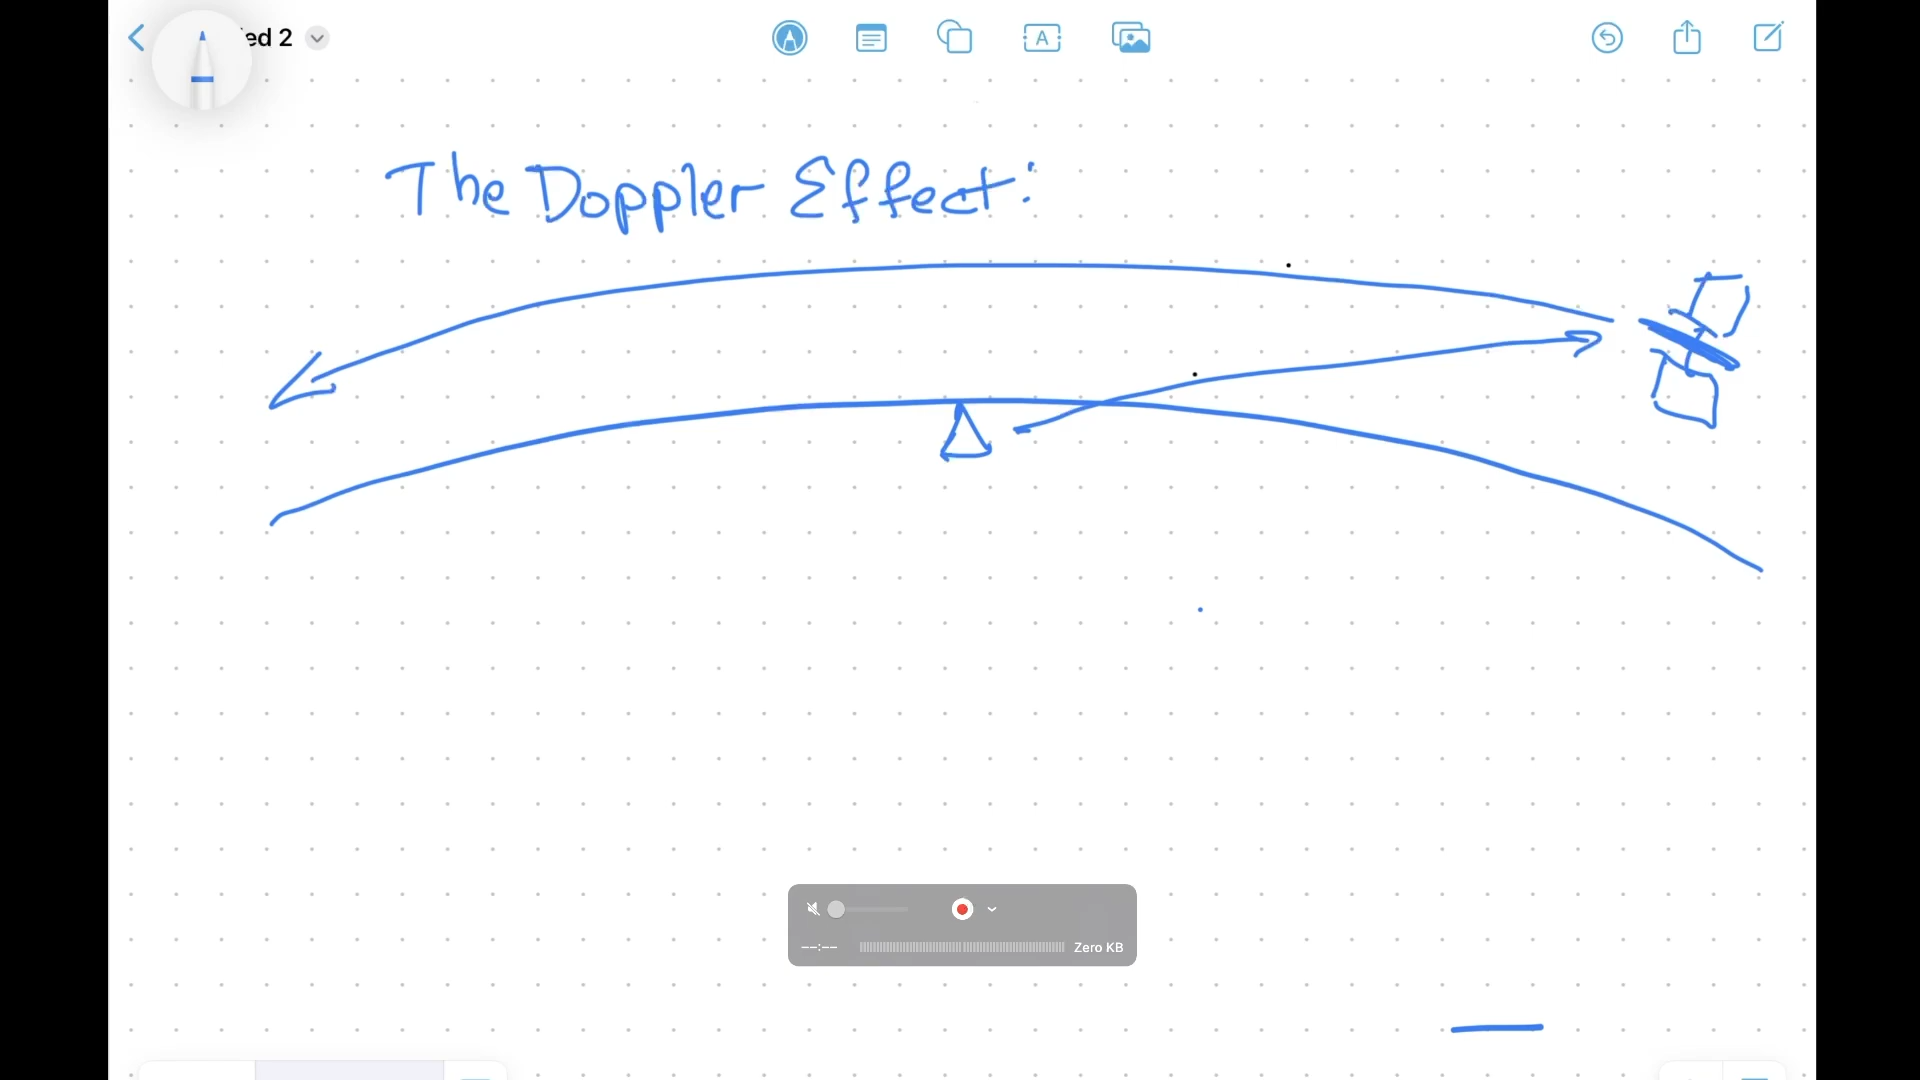 ed 2
A
The Doppler Effect:
--:--
Zero KB